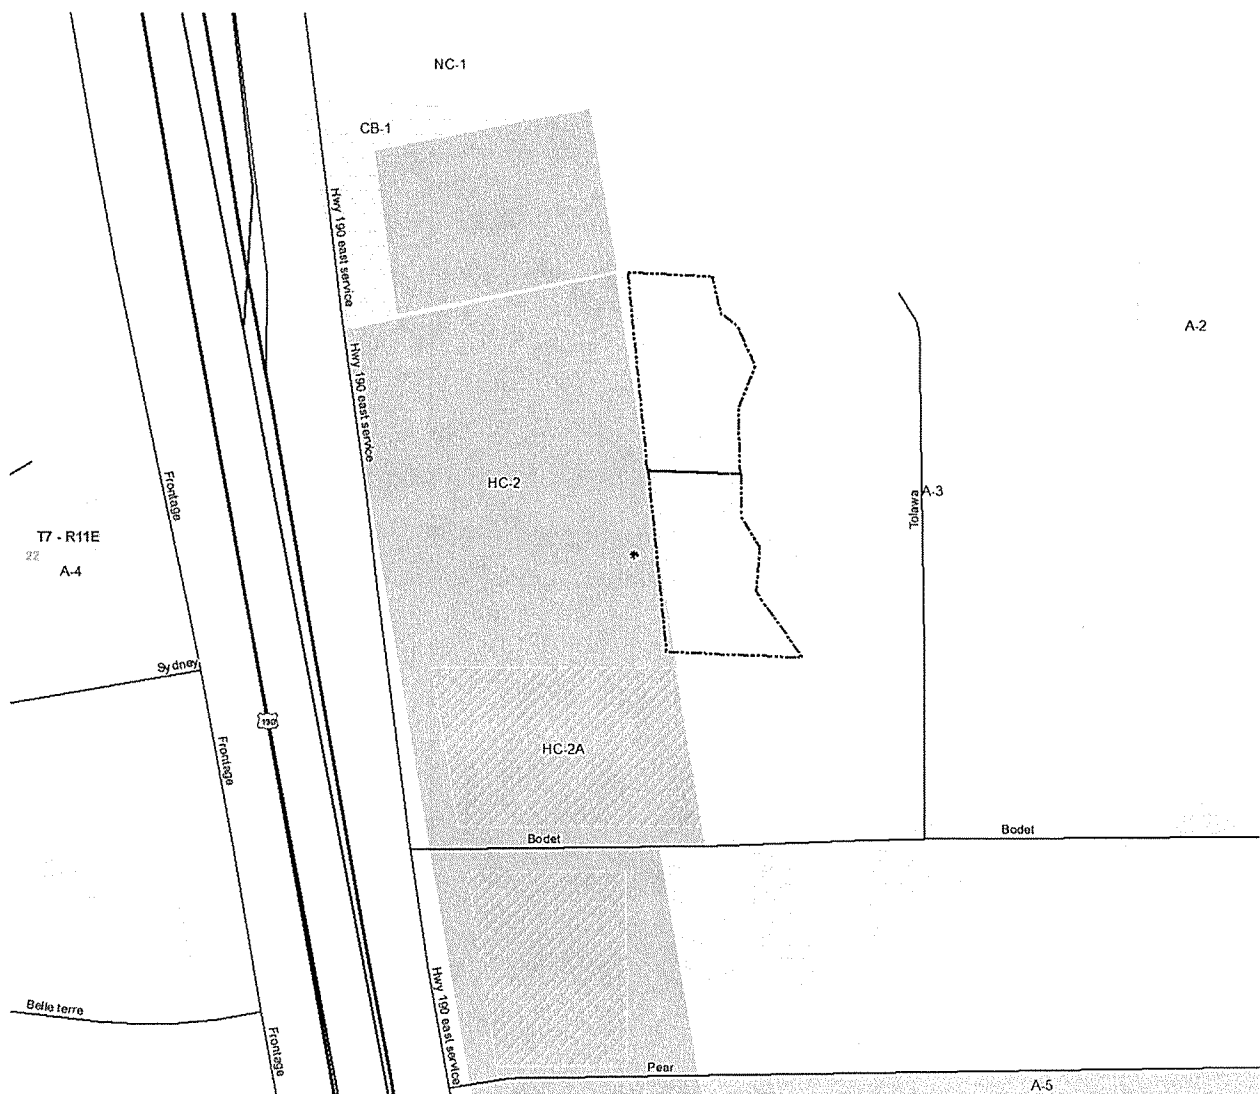 NC-1
CB-1
Hwy 190 east service
A-2
Hwy 190 east service
HC-2
A-3
Frontage
Tolawa
T7 - R11E
22
A-4
*
Sydney
190
Frontage
HC-2A
Bodet
Bodet
Belle terre
Hwy 190 east service
Frontage
Pear
A-5